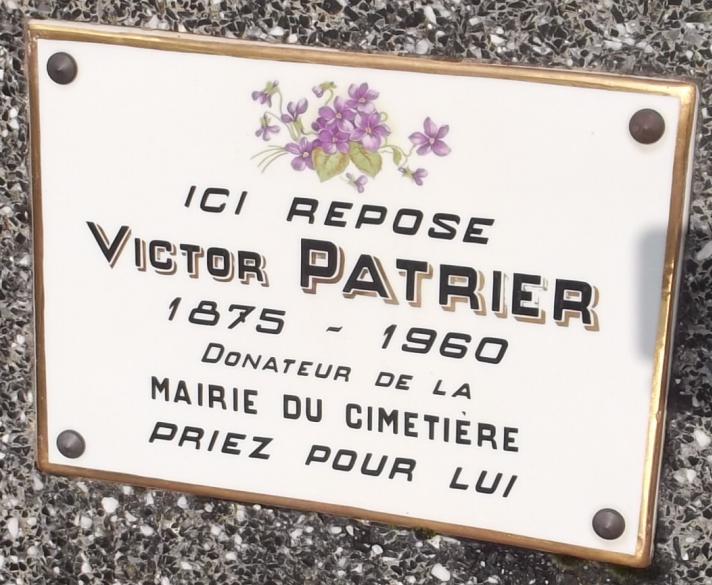 ICI REPOSE
VICTOR PATRIER
1875 - 1960
DONATEUR DE LA
MAIRIE DU CIMETIÈRE
PRIEZ POUR LUI